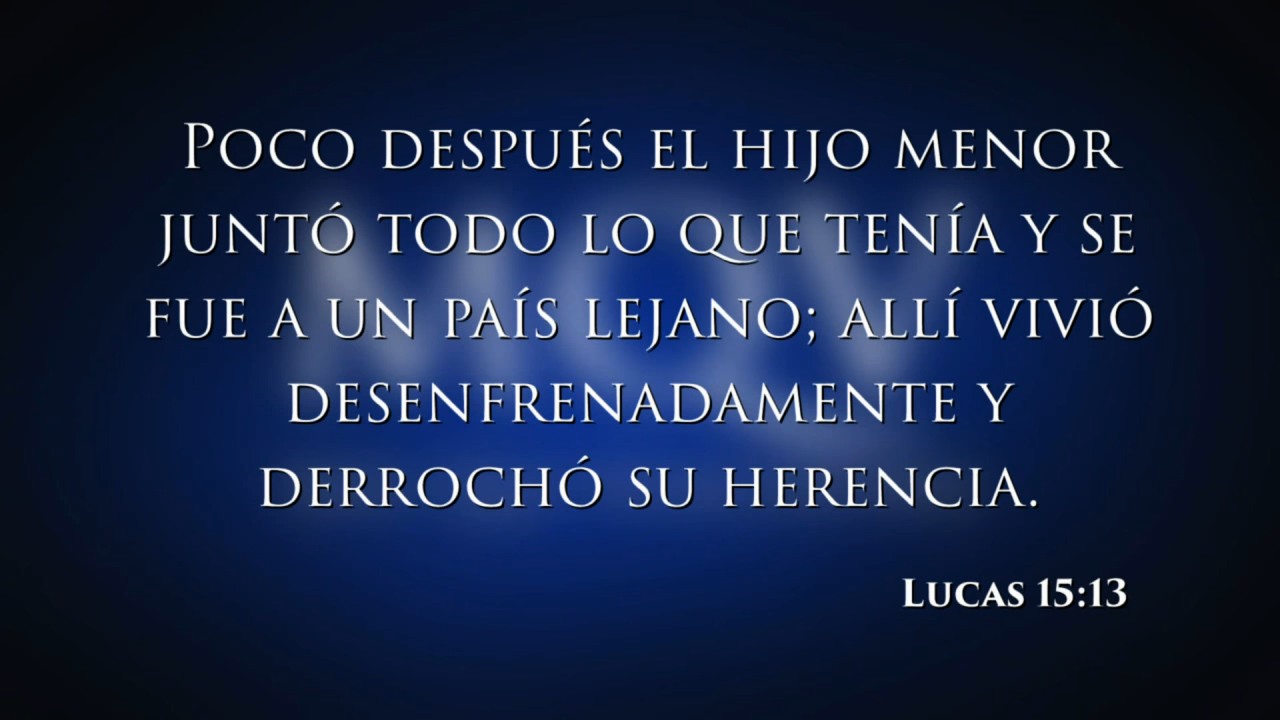 Poco después el hijo menor
juntó todo lo que tenía y se
fue a un país lejano; allí vivió
desenfrenadamente y
derrochó su herencia.
Lucas 15:13
MQV